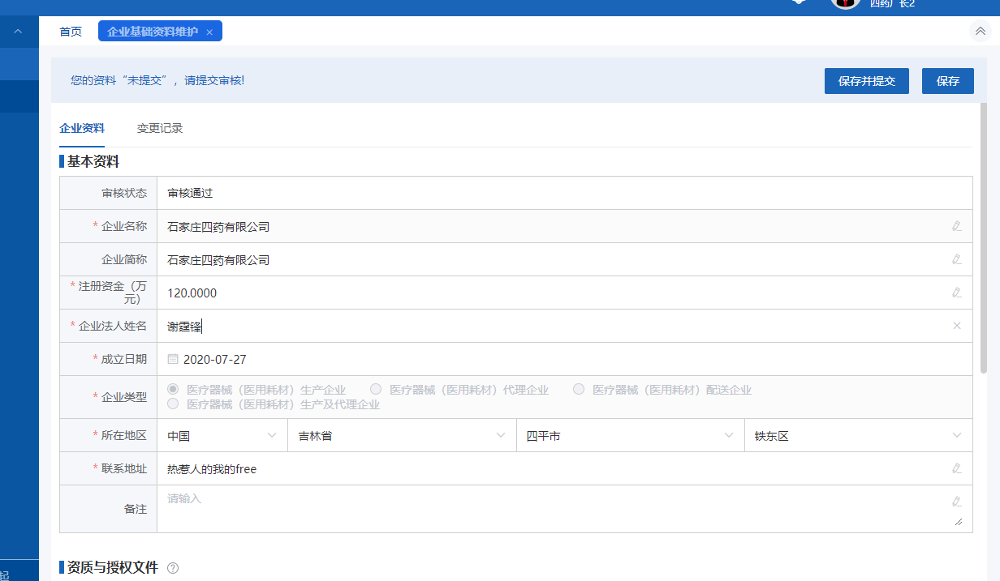 四药厂长2
首页
企业基础资料维护 ×
您的资料“未提交”，请提交审核!
保存并提交
保存
企业资料
变更记录
基本资料
审核状态 审核通过
* 企业名称 石家庄四药有限公司
企业简称 石家庄四药有限公司
* 注册资金（万
元） 120.0000
* 企业法人姓名 谢霆锋
* 成立日期 2020-07-27
* 企业类型 医疗器械（医用耗材）生产企业 医疗器械（医用耗材）代理企业 医疗器械（医用耗材）配送企业
医疗器械（医用耗材）生产及代理企业
* 所在地区 中国 吉林省 四平市 铁东区
* 联系地址 热惹人的我的free
备注 请输入
资质与授权文件 ?
起